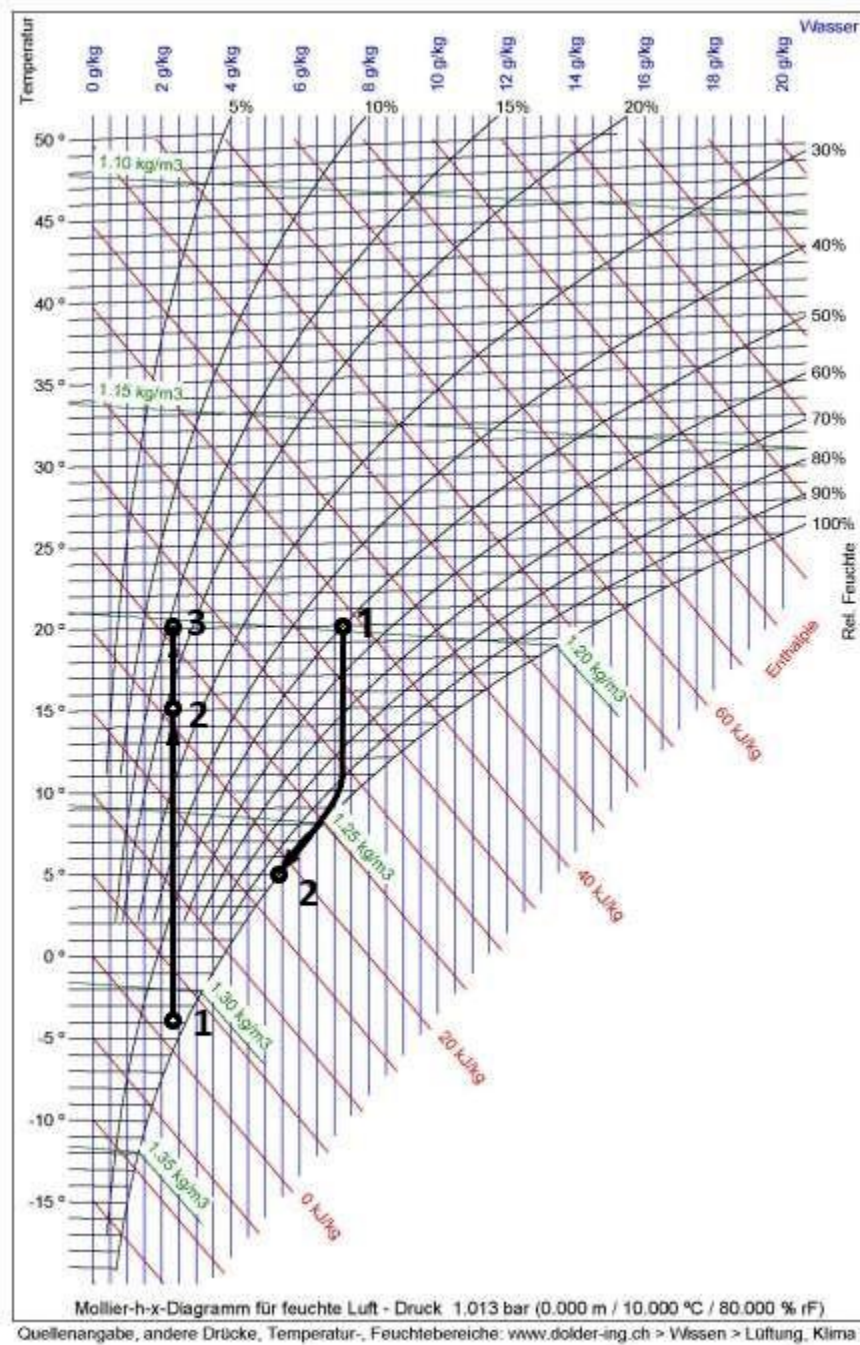 Temperatur
Wasser
0 g/kg
2 g/kg
4 g/kg
6 g/kg
8 g/kg
10 g/kg
12 g/kg
14 g/kg
16 g/kg
18 g/kg
20 g/kg
5%
10%
15%
20%
50 º
1.10 kg/m3
30%
45 º
40%
40 º
50%
35 º
1.15 kg/m3
60%
70%
30 º
80%
90%
25 º
100%
Rel. Feuchte
20 º
3
1
1.20 kg/m3
Enthalpie
15 º
2
60 kJ/kg
10 º
1.25 kg/m3
5 º
2
40 kJ/kg
0 º
1.30 kg/m3
-5 º
1
20 kJ/kg
-10 º
1.35 kg/m3
-15 º
0 kJ/kg
Mollier-h-x-Diagramm für feuchte Luft - Druck 1.013 bar (0.000 m / 10.000 ºC / 80.000 % rF)
Quellenangabe, andere Drücke, Temperatur-, Feuchtebereiche: www.dolder-ing.ch > Wissen > Lüftung, Klima